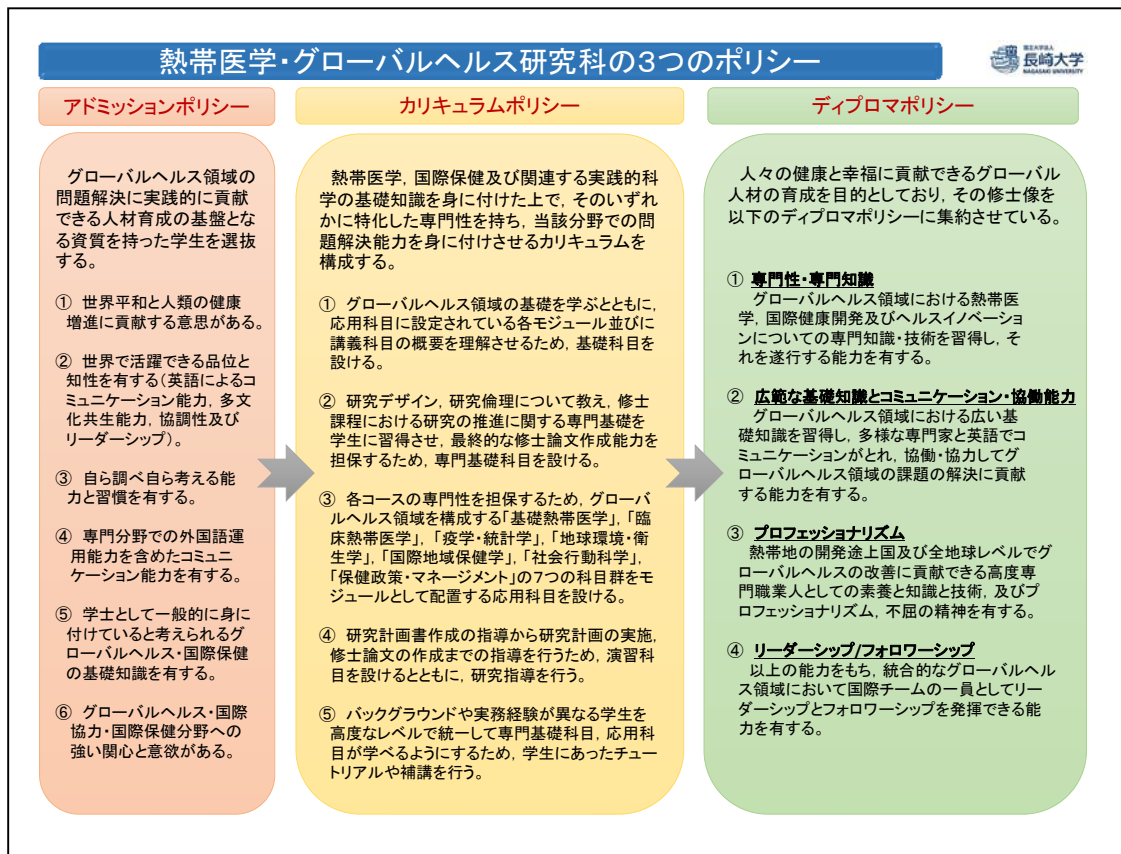 熱帯医学・グローバルヘルス研究科の3つのポリシー
国立大学法人
長崎大学
NAGASAKI UNIVERSITY
アドミッションポリシー
グローバルヘルス領域の
問題解決に実践的に貢献
できる人材育成の基盤とな
る資質を持った学生を選抜
する。
① 世界平和と人類の健康
増進に貢献する意思がある。
② 世界で活躍できる品位と
知性を有する(英語によるコ
ミュニケーション能力, 多文
化共生能力, 協調性及び
リーダーシップ)。
③ 自ら調べ自ら考える能
力と習慣を有する。
④ 専門分野での外国語運
用能力を含めたコミュニ
ケーション能力を有する。
⑤ 学士として一般的に身に
付けていると考えられるグ
ローバルヘルス・国際保健
の基礎知識を有する。
⑥ グローバルヘルス・国際
協力・国際保健分野への
強い関心と意欲がある。
カリキュラムポリシー
熱帯医学, 国際保健及び関連する実践的科
学の基礎知識を身に付けた上で, そのいずれ
かに特化した専門性を持ち, 当該分野での問
題解決能力を身に付けさせるカリキュラムを
構成する。
① グローバルヘルス領域の基礎を学ぶとともに,
応用科目に設定されている各モジュール並びに
講義科目の概要を理解させるため, 基礎科目を
設ける。
② 研究デザイン, 研究倫理について教え, 修士
課程における研究の推進に関する専門基礎を
学生に習得させ, 最終的な修士論文作成能力を
担保するため, 専門基礎科目を設ける。
③ 各コースの専門性を担保するため, グローバ
ルヘルス領域を構成する「基礎熱帯医学」, 「臨
床熱帯医学」, 「疫学・統計学」, 「地球環境・衛
生学」, 「国際地域保健学」, 「社会行動科学」,
「保健政策・マネージメント」の7つの科目群をモ
ジュールとして配置する応用科目を設ける。
④ 研究計画書作成の指導から研究計画の実施,
修士論文の作成までの指導を行うため, 演習科
目を設けるとともに, 研究指導を行う。
⑤ バックグラウンドや実務経験が異なる学生を
高度なレベルで統一して専門基礎科目, 応用科
目が学べるようにするため, 学生にあったチュー
トリアルや補講を行う。
ディプロマポリシー
人々の健康と幸福に貢献できるグローバル
人材の育成を目的としており, その修士像を
以下のディプロマポリシーに集約させている。
① 専門性・専門知識
グローバルヘルス領域における熱帯医
学, 国際健康開発及びヘルスイノベーショ
ンについての専門知識・技術を習得し, そ
れを遂行する能力を有する。
② 広範な基礎知識とコミュニケーション・協働能力
グローバルヘルス領域における広い基
礎知識を習得し, 多様な専門家と英語でコ
ミュニケーションがとれ, 協働・協力してグ
ローバルヘルス領域の課題の解決に貢献
する能力を有する。
③ プロフェッショナリズム
熱帯地の開発途上国及び全地球レベルでグ
ローバルヘルスの改善に貢献できる高度専
門職業人としての素養と知識と技術, 及びプ
ロフェッショナリズム, 不屈の精神を有する。
④ リーダーシップ/フォロワーシップ
以上の能力をもち, 統合的なグローバルヘル
ス領域において国際チームの一員としてリー
ダーシップとフォロワーシップを発揮できる能
力を有する。